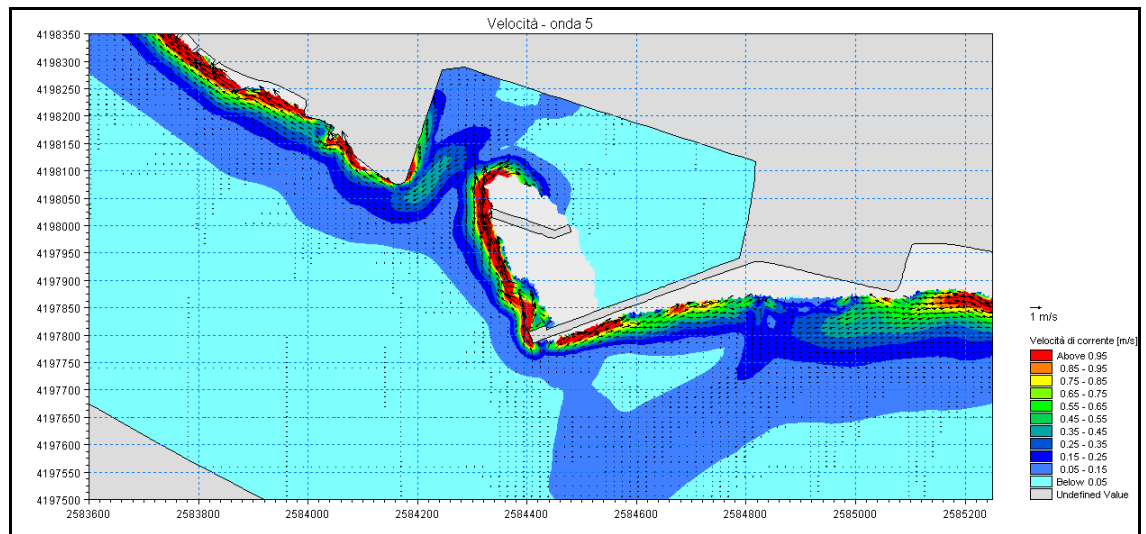 Velocità - onda 5
4198350
4198300
4198250
4198200
4198150
4198100
4198050
4198000
4197950
4197900
4197850
4197800
4197750
4197700
4197650
4197600
4197550
4197500
2583600 2583800 2584000 2584200 2584400 2584600 2584800 2585000 2585200
1 m/s
Velocità di corrente [m/s]
Above 0.95
0.85 - 0.95
0.75 - 0.85
0.65 - 0.75
0.55 - 0.65
0.45 - 0.55
0.35 - 0.45
0.25 - 0.35
0.15 - 0.25
0.05 - 0.15
Below 0.05
Undefined Value